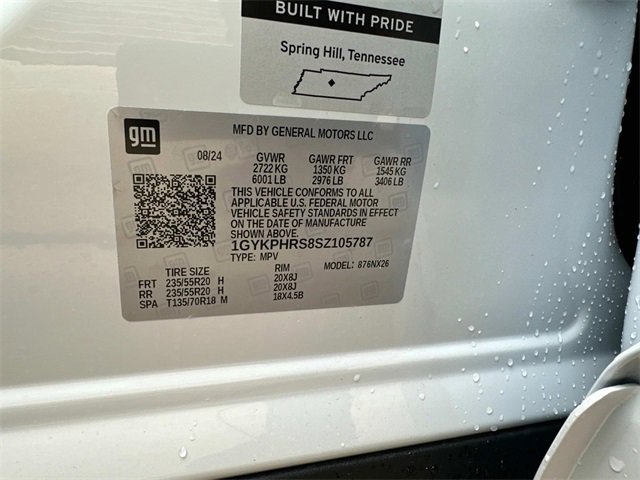 BUILT WITH PRIDE
Spring Hill, Tennessee
gm
MFD BY GENERAL MOTORS LLC
08/24 GVWR GAWR FRT GAWR RR
2722 KG 1350 KG 1545 KG
6001 LB 2976 LB 3406 LB
THIS VEHICLE CONFORMS TO ALL
APPLICABLE U.S. FEDERAL MOTOR
VEHICLE SAFETY STANDARDS IN EFFECT
ON THE DATE OF MANUFACTURE
SHOWN ABOVE.
1GYKPHRS8SZ105787
TYPE: MPV MODEL: 876NX26
TIRE SIZE RIM
FRT 235/55R20 H 20X8J
RR 235/55R20 H 20X8J
SPA T135/70R18 M 18X4.5B